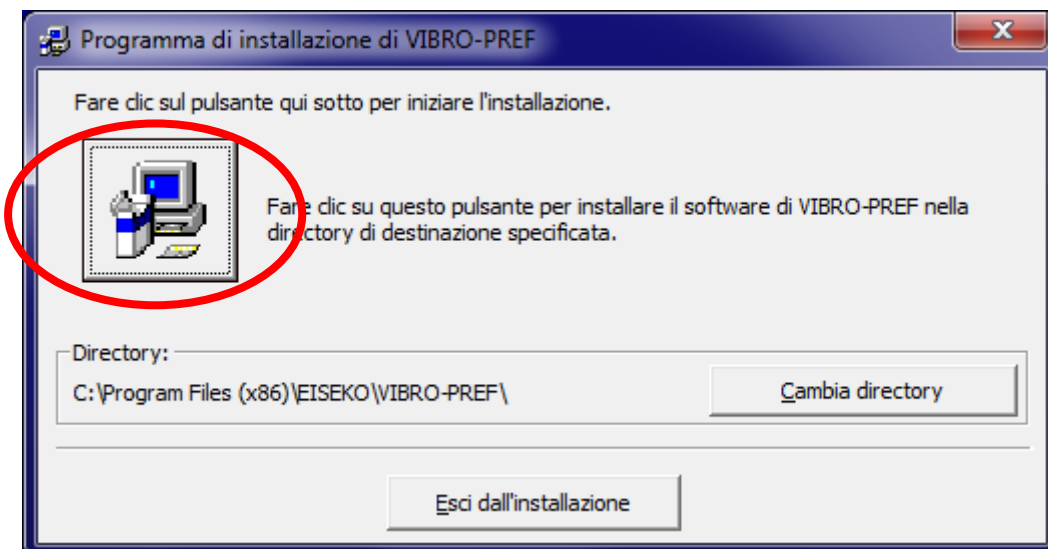 Programma di installazione di VIBRO-PREF
Fare clic sul pulsante qui sotto per iniziare l'installazione.
Fare clic su questo pulsante per installare il software di VIBRO-PREF nella
directory di destinazione specificata.
Directory:
C:\Program Files (x86)\EISEKO\VIBRO-PREF\
Cambia directory
Esci dall'installazione